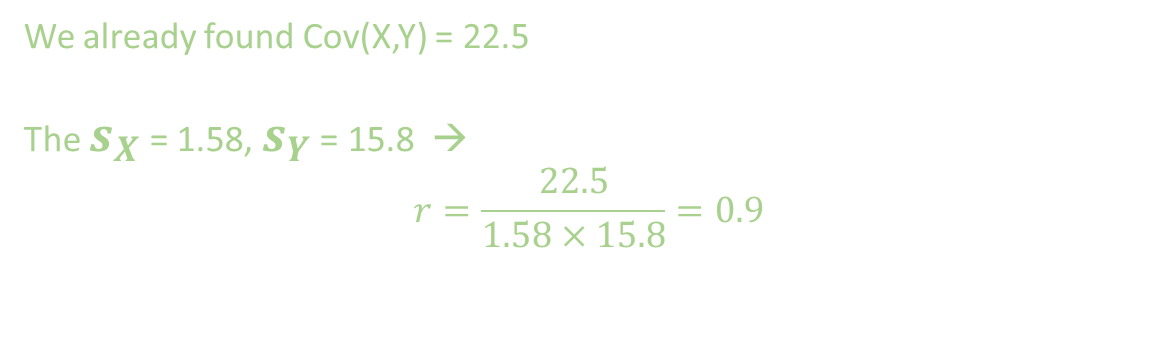 We already found Cov(X,Y) = 22.5
The S_X = 1.58, S_Y = 15.8 →
r = 22.5 / 1.58 × 15.8 = 0.9